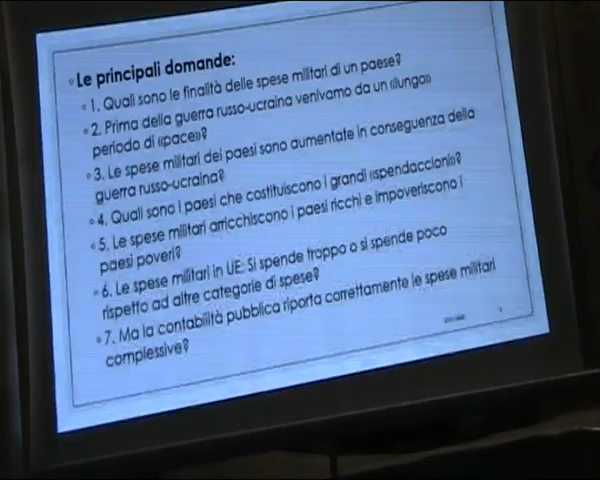 Le principali domande:
1. Quali sono le finalità delle spese militari di un paese?
2. Prima della guerra russo-ucraina venivamo da un «lungo»
periodo di «pace»?
3. Le spese militari dei paesi sono aumentate in conseguenza della
guerra russo-ucraina?
4. Quali sono i paesi che costituiscono i grandi «spendaccioni»?
5. Le spese militari arricchiscono i paesi ricchi e impoveriscono i
paesi poveri?
6. Le spese militari in UE: Si spende troppo o si spende poco
rispetto ad altre categorie di spese?
7. Ma la contabilità pubblica riporta correttamente le spese militari
complessive?